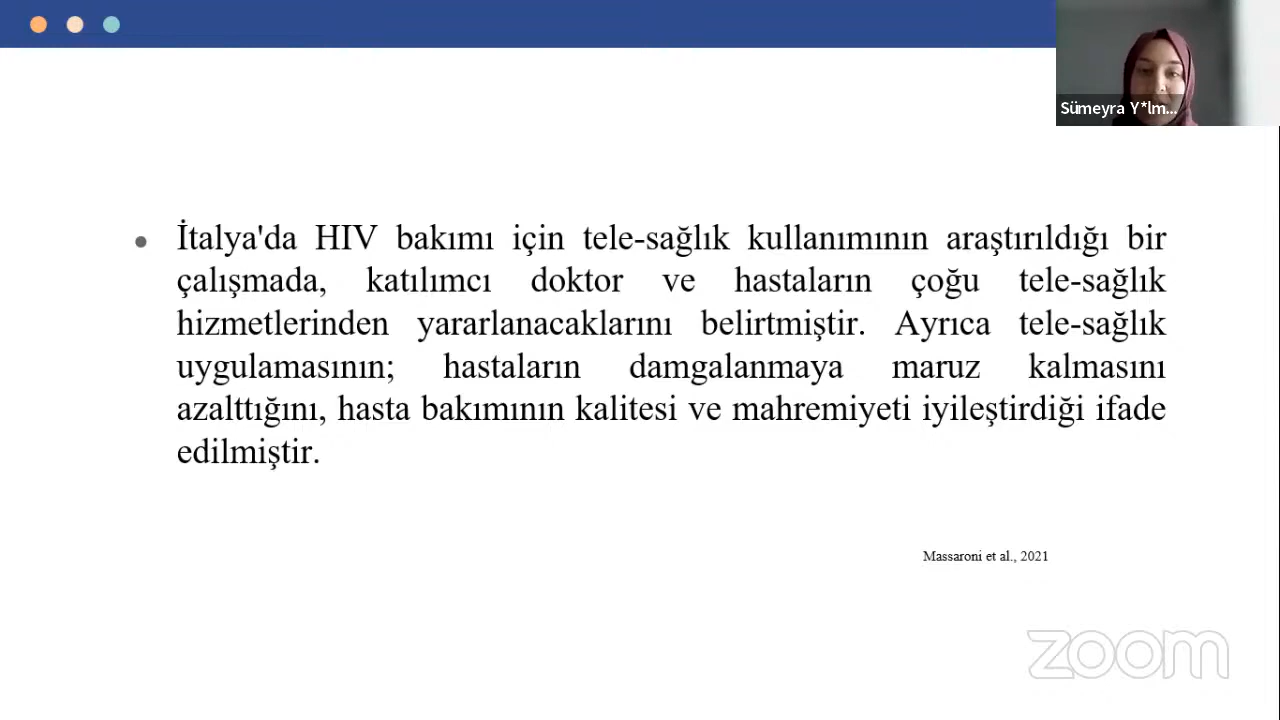 Sümeyra Y*lm...
İtalya'da HIV bakımı için tele-sağlık kullanımının araştırıldığı bir
çalışmada, katılımcı doktor ve hastaların çoğu tele-sağlık
hizmetlerinden yararlanacaklarını belirtmiştir. Ayrıca tele-sağlık
uygulamasının; hastaların damgalanmaya maruz kalmasını
azalttığını, hasta bakımının kalitesi ve mahremiyeti iyileştirdiği ifade
edilmiştir.
Massaroni et al., 2021
zoom